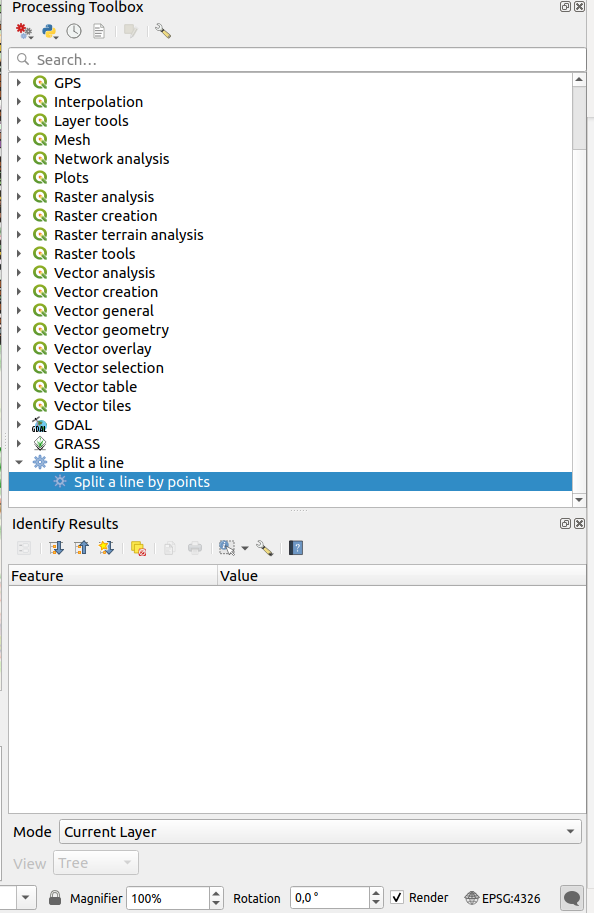 Processing Toolbox
Search...
GPS
Interpolation
Layer tools
Mesh
Network analysis
Plots
Raster analysis
Raster creation
Raster terrain analysis
Raster tools
Vector analysis
Vector creation
Vector general
Vector geometry
Vector overlay
Vector selection
Vector table
Vector tiles
GDAL
GRASS
Split a line
Split a line by points
Identify Results
Feature Value
Mode Current Layer
View Tree
Magnifier 100% Rotation 0,0 ° Render EPSG:4326